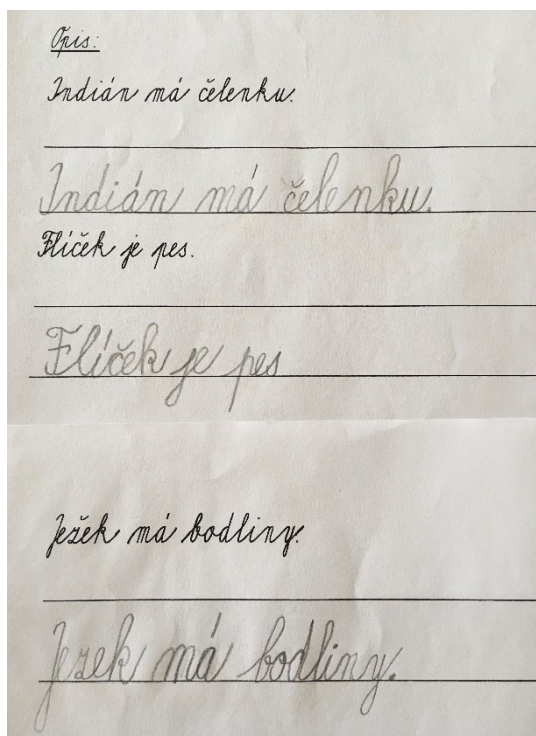 Opis:
Indián má čelenku.
Indián má čelenku.
Flíček je pes.
Flíček je pes
Ježek má bodliny.
Jezek má bodliny.